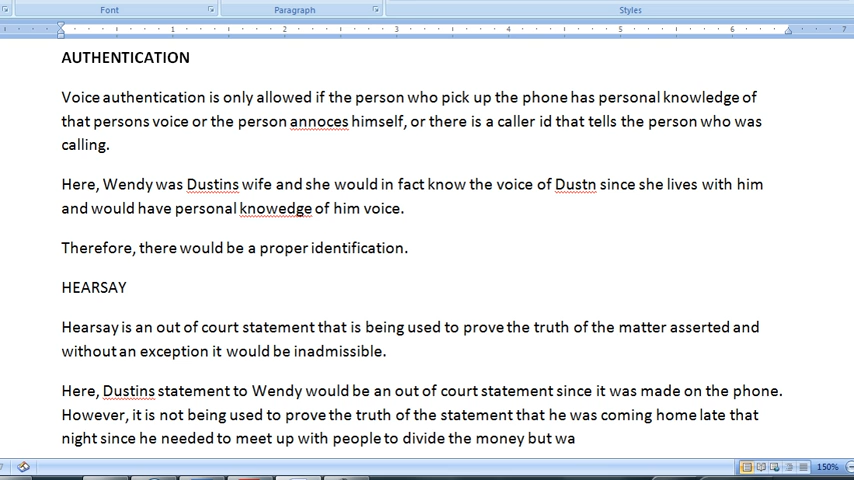 Font Paragraph Styles
1 2 3 4 5 6 7
AUTHENTICATION
Voice authentication is only allowed if the person who pick up the phone has personal knowledge of
that persons voice or the person annoces himself, or there is a caller id that tells the person who was
calling.
Here, Wendy was Dustins wife and she would in fact know the voice of Dustn since she lives with him
and would have personal knowedge of him voice.
Therefore, there would be a proper identification.
HEARSAY
Hearsay is an out of court statement that is being used to prove the truth of the matter asserted and
without an exception it would be inadmissible.
Here, Dustins statement to Wendy would be an out of court statement since it was made on the phone.
However, it is not being used to prove the truth of the statement that he was coming home late that
night since he needed to meet up with people to divide the money but wa
150%